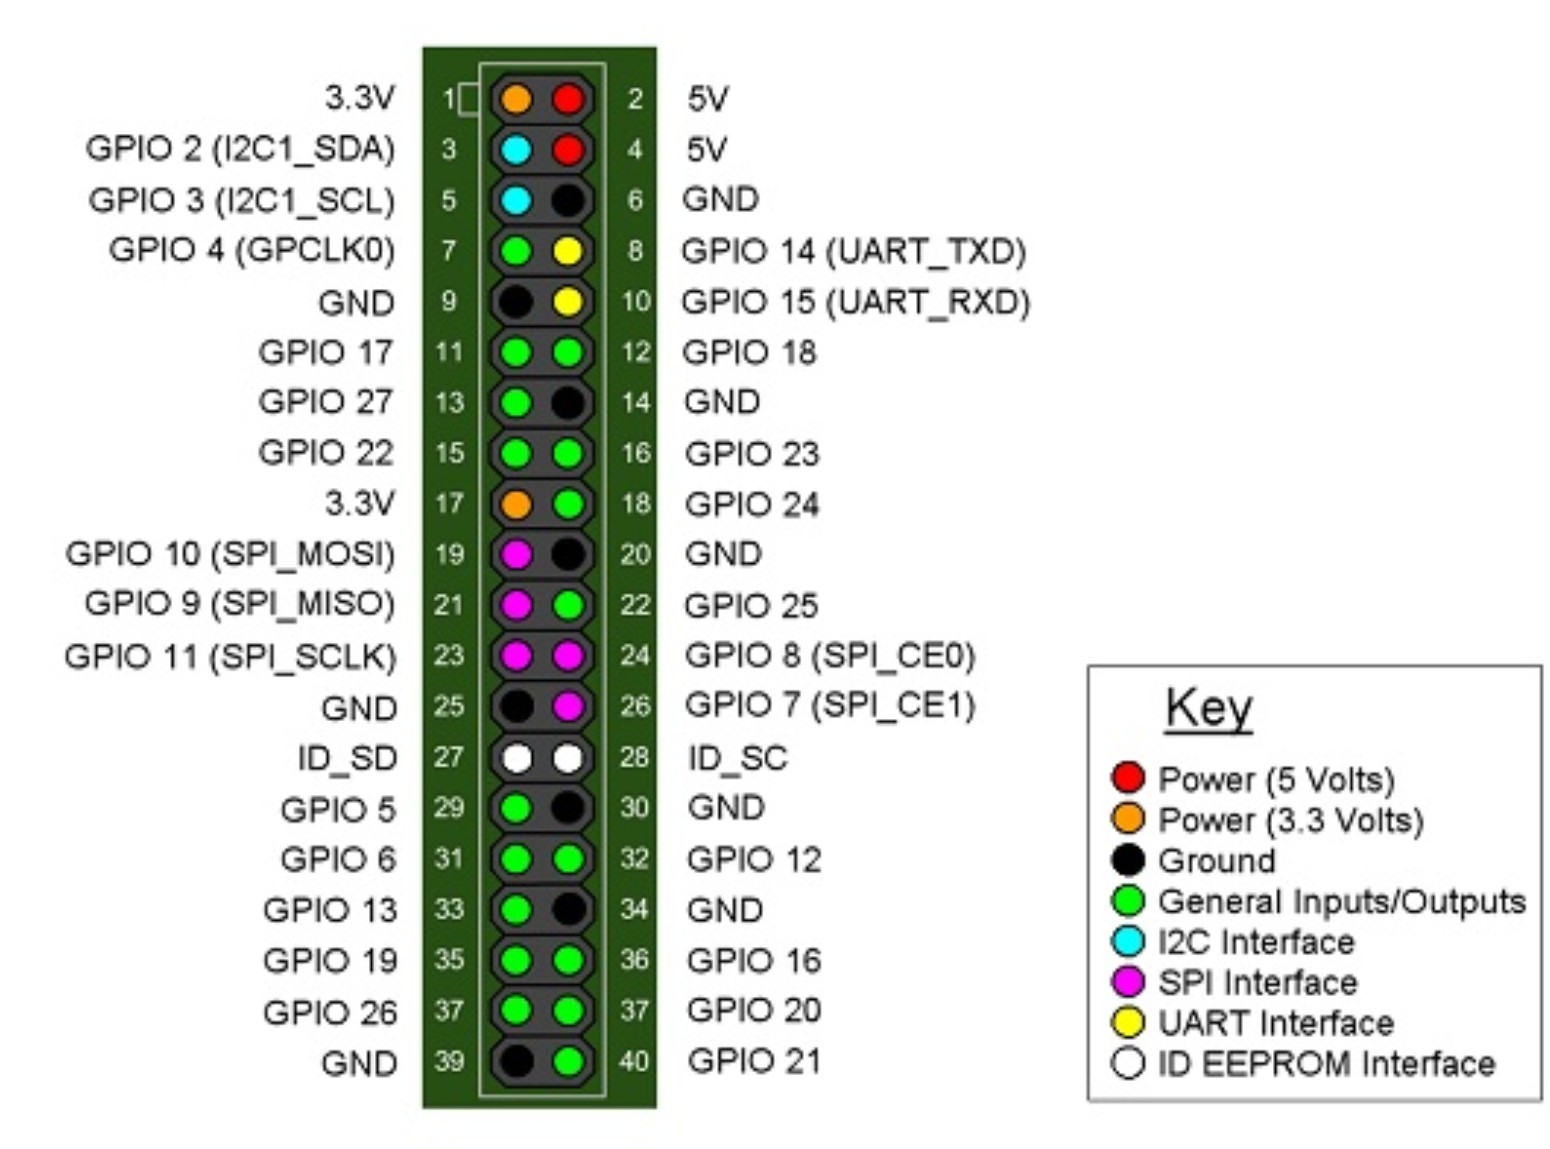 3.3V 1 2 5V
GPIO 2 (I2C1_SDA) 3 4 5V
GPIO 3 (I2C1_SCL) 5 6 GND
GPIO 4 (GPCLK0) 7 8 GPIO 14 (UART_TXD)
GND 9 10 GPIO 15 (UART_RXD)
GPIO 17 11 12 GPIO 18
GPIO 27 13 14 GND
GPIO 22 15 16 GPIO 23
3.3V 17 18 GPIO 24
GPIO 10 (SPI_MOSI) 19 20 GND
GPIO 9 (SPI_MISO) 21 22 GPIO 25
GPIO 11 (SPI_SCLK) 23 24 GPIO 8 (SPI_CE0)
GND 25 26 GPIO 7 (SPI_CE1)
ID_SD 27 28 ID_SC
GPIO 5 29 30 GND
GPIO 6 31 32 GPIO 12
GPIO 13 33 34 GND
GPIO 19 35 36 GPIO 16
GPIO 26 37 37 GPIO 20
GND 39 40 GPIO 21
Key
Power (5 Volts)
Power (3.3 Volts)
Ground
General Inputs/Outputs
I2C Interface
SPI Interface
UART Interface
ID EEPROM Interface